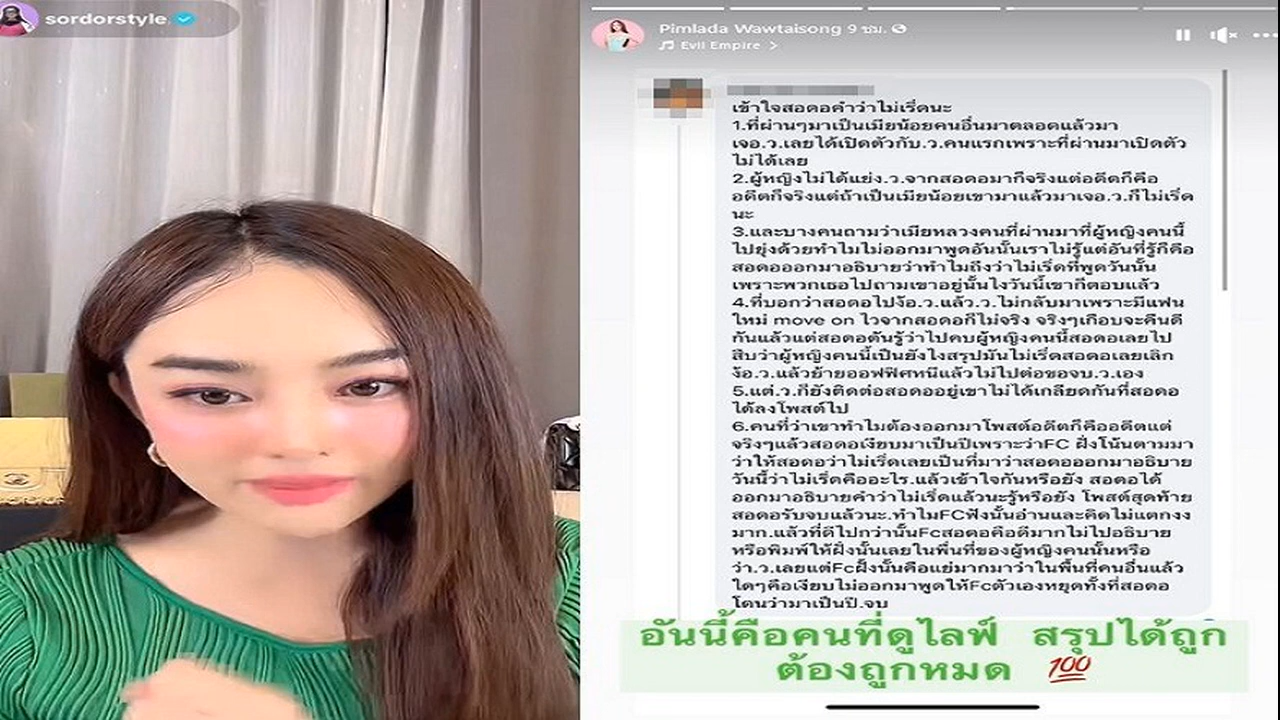 sordorstyle.
Pimlada Wawtaisong 9 ชม.
Evil Empire >
เข้าใจสอดอคำว่าไม่เริ่ดนะ
1.ที่ผ่านๆมาเป็นเมียน้อยคนอื่นมาตลอดแล้วมา
เจอ.ว.เลยได้เปิดตัวกับ.ว.คนแรกเพราะที่ผ่านมาเปิดตัว
ไม่ได้เลย
2.ผู้หญิงไม่ได้แย่ง.ว.จากสอดอมาก็จริงแต่อดีตก็คือ
อดีตก็จริงแต่ถ้าเป็นเมียน้อยเขามาแล้วมาเจอ.ว.ก็ไม่เริ่ด
นะ
3.และบางคนถามว่าเมียหลวงคนที่ผ่านมาที่ผู้หญิงคนนี้
ไปยุ่งด้วยทำไมไม่ออกมาพูดอันนั้นเราไม่รู้แต่อันที่รู้ก็คือ
สอดอออกมาอธิบายว่าทำไมถึงว่าไม่เริ่ดที่พูดวันนั้น
เพราะพวกเธอไปถามเขาอยู่นั้นไงวันนี้เขาก็ตอบแล้ว
4.ที่บอกว่าสอดอไปง้อ.ว.แล้ว.ว.ไม่กลับมาเพราะมีแฟน
ใหม่ move on ไวจากสอดอก็ไม่จริง จริงๆเกือบจะคืนดี
กันแล้วแต่สอดอดันรู้ว่าไปคบผู้หญิงคนนี้สอดอเลยไป
สืบว่าผู้หญิงคนนี้เป็นยังไงสรุปมันไม่เริ่ดสอดอเลยเลิก
ง้อ.ว.แล้วย้ายออฟฟิศหนีแล้วไม่ไปต่อขอจบ.ว.เอง
5.แต่.ว.ก็ยังติดต่อสอดออยู่เขาไม่ได้เกลียดกันที่สอดอ
ได้ลงโพสต์ไป
6.คนที่ว่าเขาทำไมต้องออกมาโพสต์อดีตก็คืออดีตแต่
จริงๆแล้วสอดอเงียบมาเป็นปีเพราะว่าFC ฝั่งโน้นตามมา
ว่าให้สอดอว่าไม่เริ่ดเลยเป็นที่มาว่าสอดอออกมาอธิบาย
วันนี้ว่าไม่เริ่ดคืออะไร.แล้วเข้าใจกันหรือยัง สอดอได้
ออกมาอธิบายคำว่าไม่เริ่ดแล้วนะรู้หรือยัง โพสต์สุดท้าย
สอดอรับจบแล้วนะ.ทำไมFCฟังนั้นอ่านและคิดไม่แตกงง
มาก.แล้วที่ดีไปกว่านั้นFcสอดอคือดีมากไม่ไปอธิบาย
หรือพิมพ์ให้ฝั่งนั้นเลยในพื้นที่ของผู้หญิงคนนั้นหรือ
ว่า.ว.เลยแต่Fcฝั่งนั้นคือแย่มากมาว่าในพื้นที่คนอื่นแล้ว
ใดๆคือเงียบไม่ออกมาพูดให้Fcตัวเองหยุดทั้งที่สอดอ
โดนว่ามาเป็นปี.จบ
อันนี้คือคนที่ดูไลฟ์ สรุปได้ถูก
ต้องถูกหมด 💯